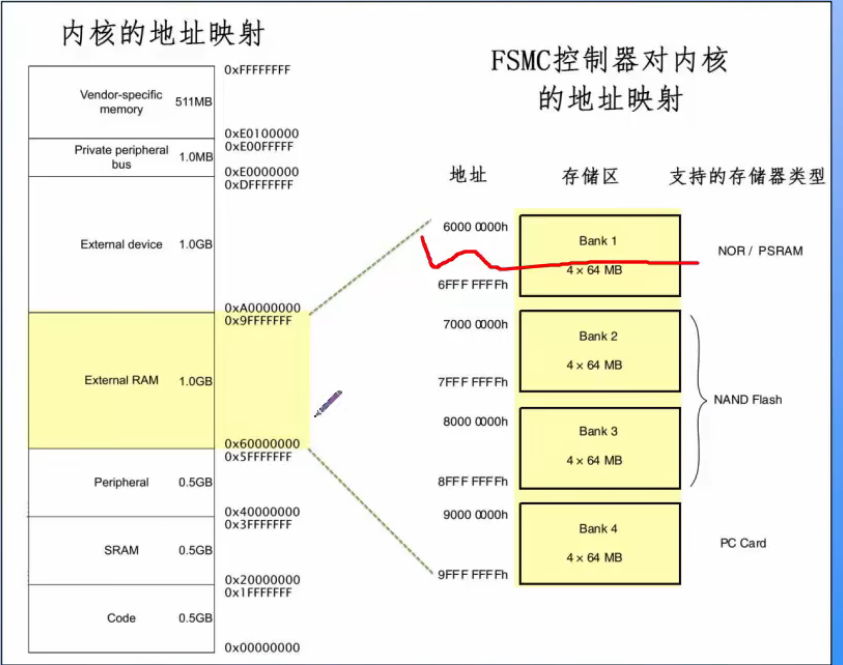 内核的地址映射
0xFFFFFFFF
Vendor-specific
memory
511MB
0xE0100000
0xE00FFFFF
Private peripheral
bus
1.0MB
0xE0000000
0xDFFFFFFF
External device
1.0GB
0xA0000000
0x9FFFFFFF
External RAM
1.0GB
0x60000000
0x5FFFFFFF
Peripheral
0.5GB
0x40000000
0x3FFFFFFF
SRAM
0.5GB
0x20000000
0x1FFFFFFF
Code
0.5GB
0x00000000
FSMC控制器对内核
的地址映射
地址
存储区
支持的存储器类型
6000 0000h
Bank 1
4 × 64 MB
6FFF FFFFh
NOR / PSRAM
7000 0000h
Bank 2
4 × 64 MB
7FFF FFFFh
NAND Flash
8000 0000h
Bank 3
4 × 64 MB
8FFF FFFFh
9000 0000h
Bank 4
4 × 64 MB
9FFF FFFFh
PC Card